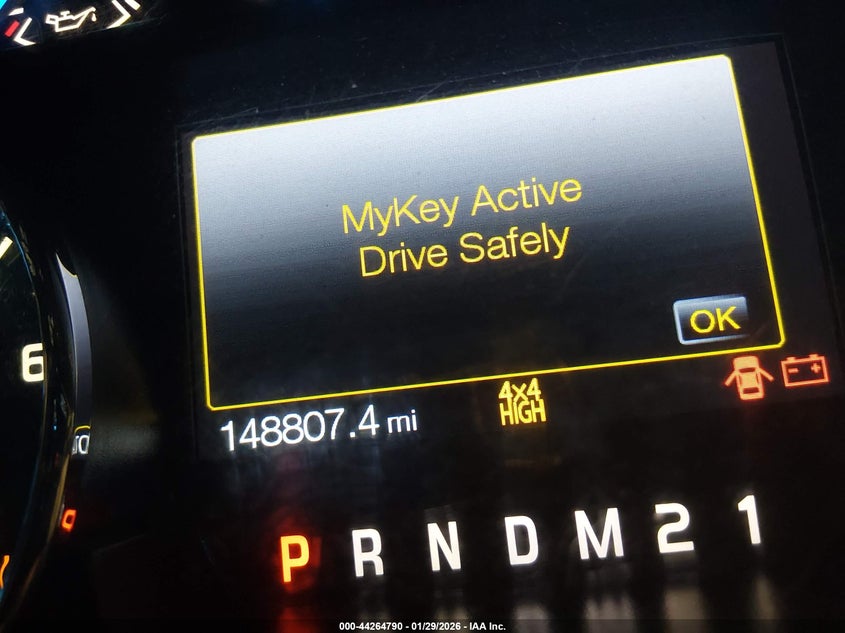 MyKey Active
Drive Safely
OK
4x4
HIGH
148807.4 mi
6
P R N D M 2 1
000-44264790 - 01/29/2026 - IAA Inc.